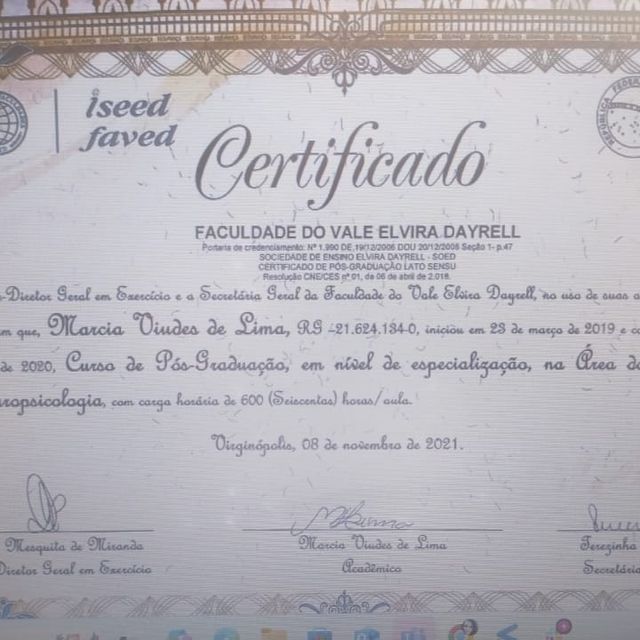 iseed
faved
Certificado
FACULDADE DO VALE ELVIRA DAYRELL
Portaria de credenciamento: Nº 1.990 DE,19/12/2006 DOU 20/12/2006 Seção 1- p.47
SOCIEDADE DE ENSINO ELVIRA DAYRELL - SOED
CERTIFICADO DE PÓS-GRADUAÇÃO LATO SENSU
Resolução CNE/CES nº 01, de 06 de abril de 2.018.
Diretor Geral em Exercício e a Secretária Geral da Faculdade do Vale Elvira Dayrell, no uso de suas
que, Marcia Viudes de Lima, RG -21.624.184-0, iniciou em 23 de março de 2019 e
de 2020, Curso de Pós-Graduação, em nível de especialização, na Área
ropsicologia, com carga horária de 600 (Seiscentas) horas/aula.
Virginópolis, 08 de novembro de 2021.
Mesquita de Miranda Marcia Viudes de Lima Terezinha
Diretor Geral em Exercício Acadêmico Secretári